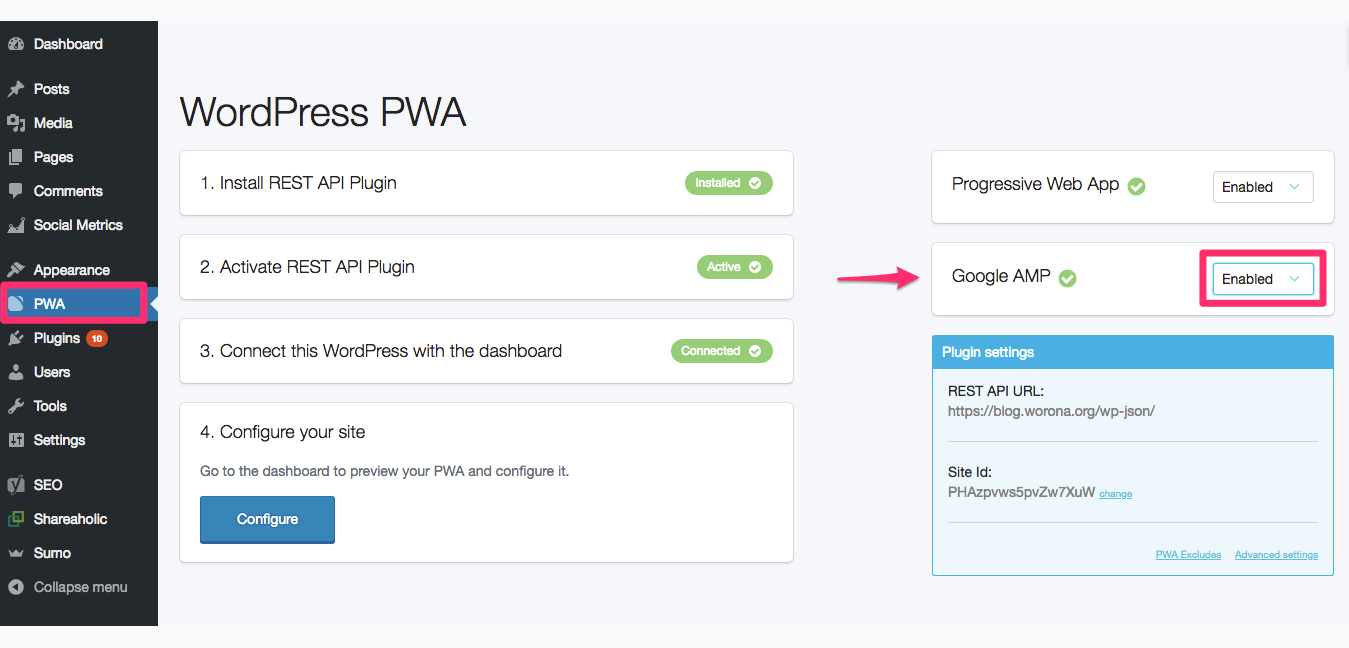 Dashboard
Posts
Media
Pages
Comments
Social Metrics
Appearance
PWA
Plugins 10
Users
Tools
Settings
SEO
Shareaholic
Sumo
Collapse menu
WordPress PWA
1. Install REST API Plugin Installed
2. Activate REST API Plugin Active
3. Connect this WordPress with the dashboard Connected
4. Configure your site
Go to the dashboard to preview your PWA and configure it.
Configure
Progressive Web App Enabled
Google AMP Enabled
Plugin settings
REST API URL:
https://blog.worona.org/wp-json/
Site Id:
PHAzpvws5pvZw7XuW change
PWA Excludes Advanced settings